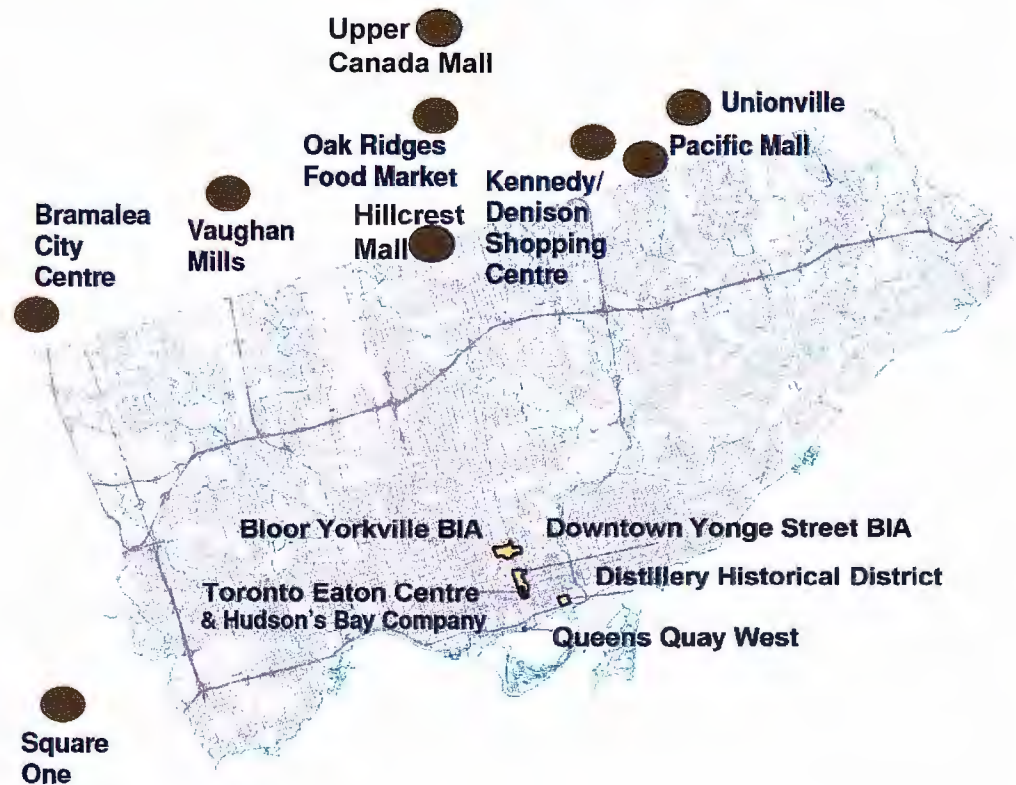 Upper
Canada Mall
Unionville
Oak Ridges
Food Market
Pacific Mall
Kennedy/
Denison
Shopping
Centre
Hillcrest
Mall
Vaughan
Mills
Bramalea
City
Centre
Bloor Yorkville BIA
Downtown Yonge Street BIA
Distillery Historical District
Toronto Eaton Centre
& Hudson's Bay Company
Queens Quay West
Square
One